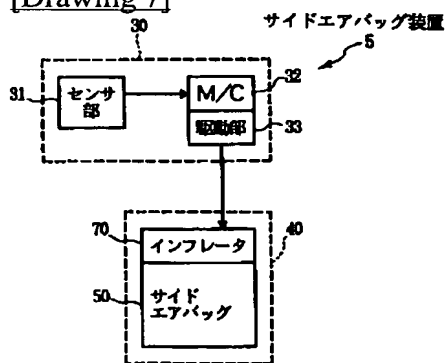 [Drawing 7]
サイドエアバッグ装置
5
30
31
センサ
部
32
M/C
駆動部
33
70
インフレータ
40
50
サイド
エアバッグ